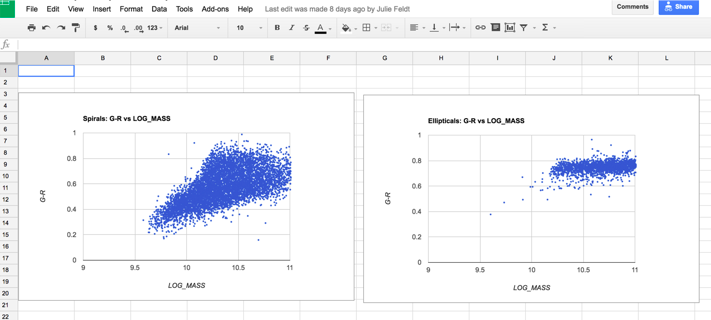 File Edit View Insert Format Data Tools Add-ons Help Last edit was made 8 days ago by Julie Feldt Comments Share
$ % .0 .00 123 Arial 10 B I S A
fx
A B C D E F G H I J K L
1
2
3
4
5
6
7
8
9
10
11
12
13
14
15
16
17
18
19
20
21
22
Spirals: G-R vs LOG_MASS
G-R
1
0.8
0.6
0.4
0.2
0
9 9.5 10 10.5 11
LOG_MASS
Ellipticals: G-R vs LOG_MASS
G-R
1
0.8
0.6
0.4
0.2
0
9 9.5 10 10.5 11
LOG_MASS